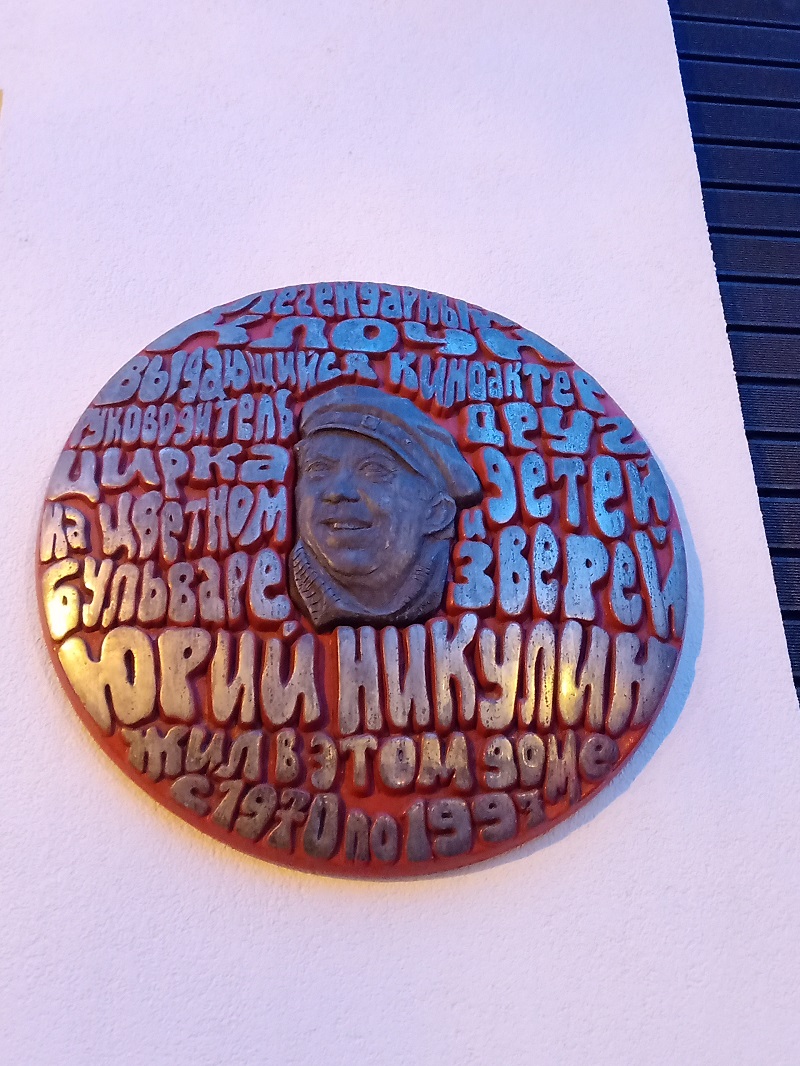 Легендарный
клоун
выдающийся киноактер
руководитель друг
цирка детей
на цветном и
бульваре зверей
Юрий Никулин
жил в этом доме
с 1970 по 1997